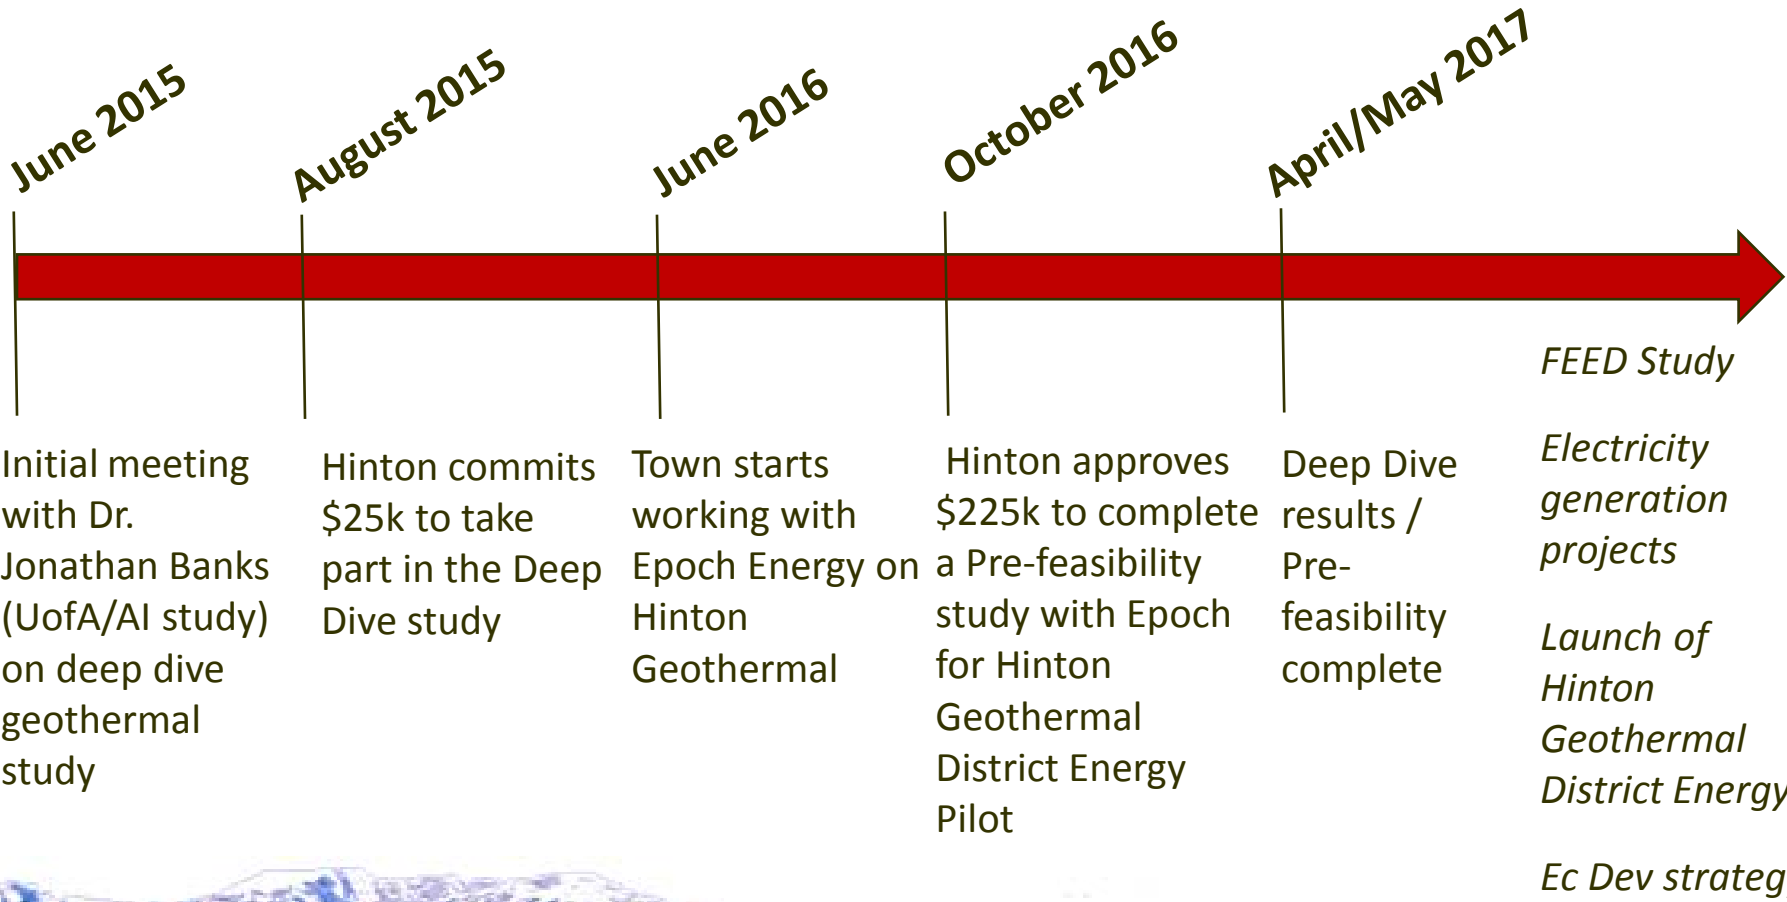 June 2015
August 2015
June 2016
October 2016
April/May 2017
Initial meeting
with Dr.
Jonathan Banks
(UofA/AI study)
on deep dive
geothermal
study
Hinton commits
$25k to take
part in the Deep
Dive study
Town starts
working with
Epoch Energy on
Hinton
Geothermal
Hinton approves
$225k to complete
a Pre-feasibility
study with Epoch
for Hinton
Geothermal
District Energy
Pilot
Deep Dive
results /
Pre-
feasibility
complete
FEED Study
Electricity
generation
projects
Launch of
Hinton
Geothermal
District Energy
Ec Dev strateg